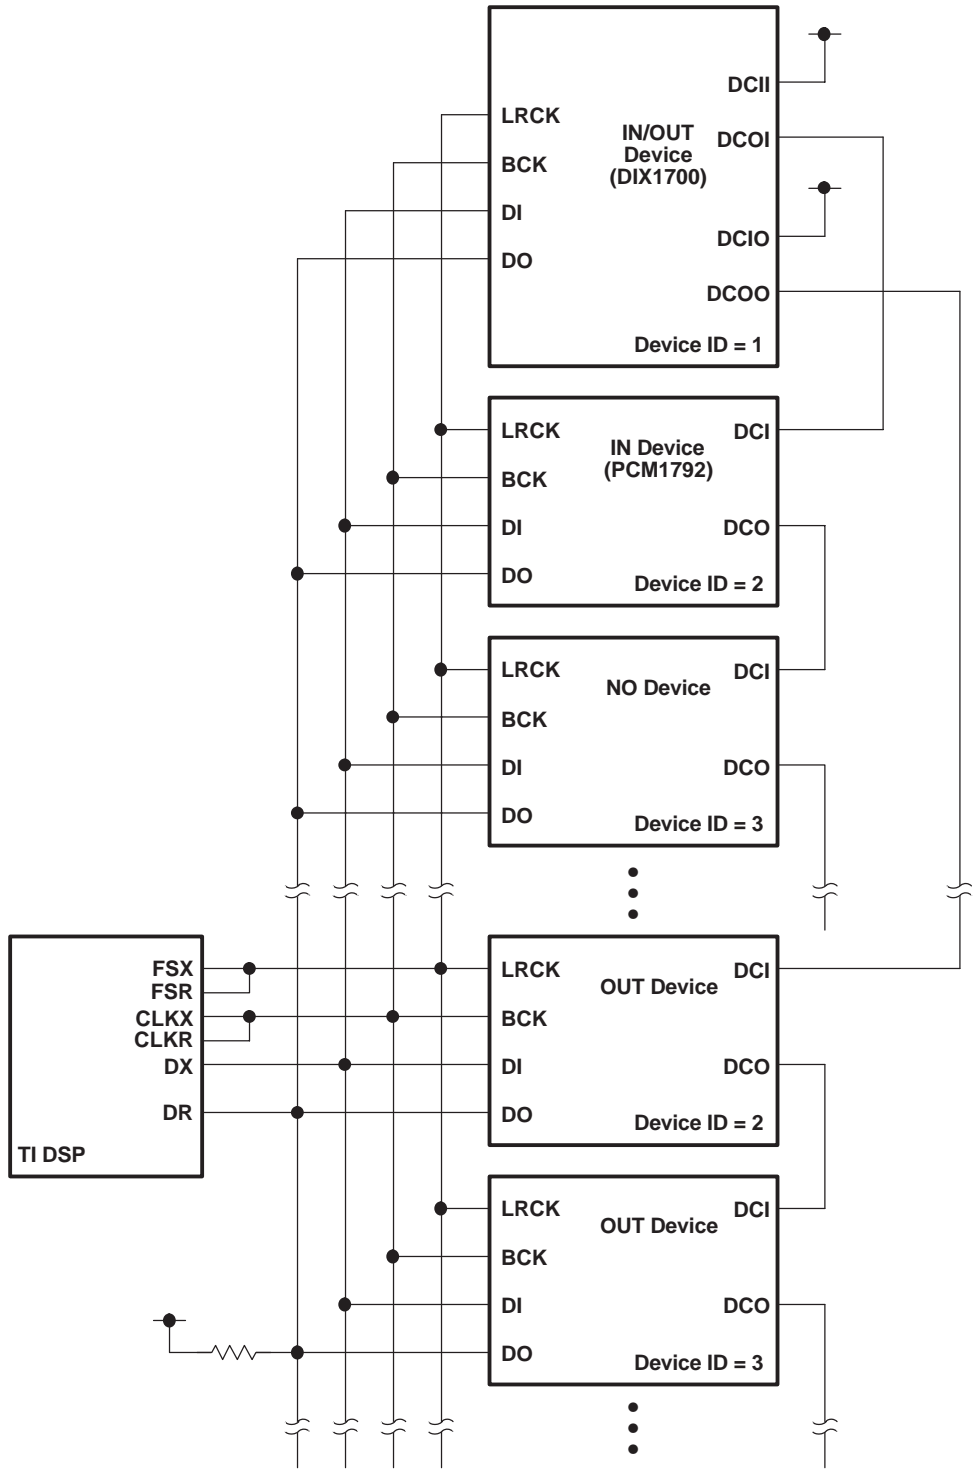 DCII
LRCK
IN/OUT
Device
(DIX1700)
DCOI
BCK
DI
DCIO
DO
DCOO
Device ID = 1
LRCK
DCI
IN Device
(PCM1792)
BCK
DI
DCO
DO
Device ID = 2
LRCK
DCI
NO Device
BCK
DI
DCO
DO
Device ID = 3
FSX
FSR
CLKX
CLKR
DX
DR
TI DSP
LRCK
DCI
OUT Device
BCK
DI
DCO
DO
Device ID = 2
LRCK
DCI
OUT Device
BCK
DI
DCO
DO
Device ID = 3